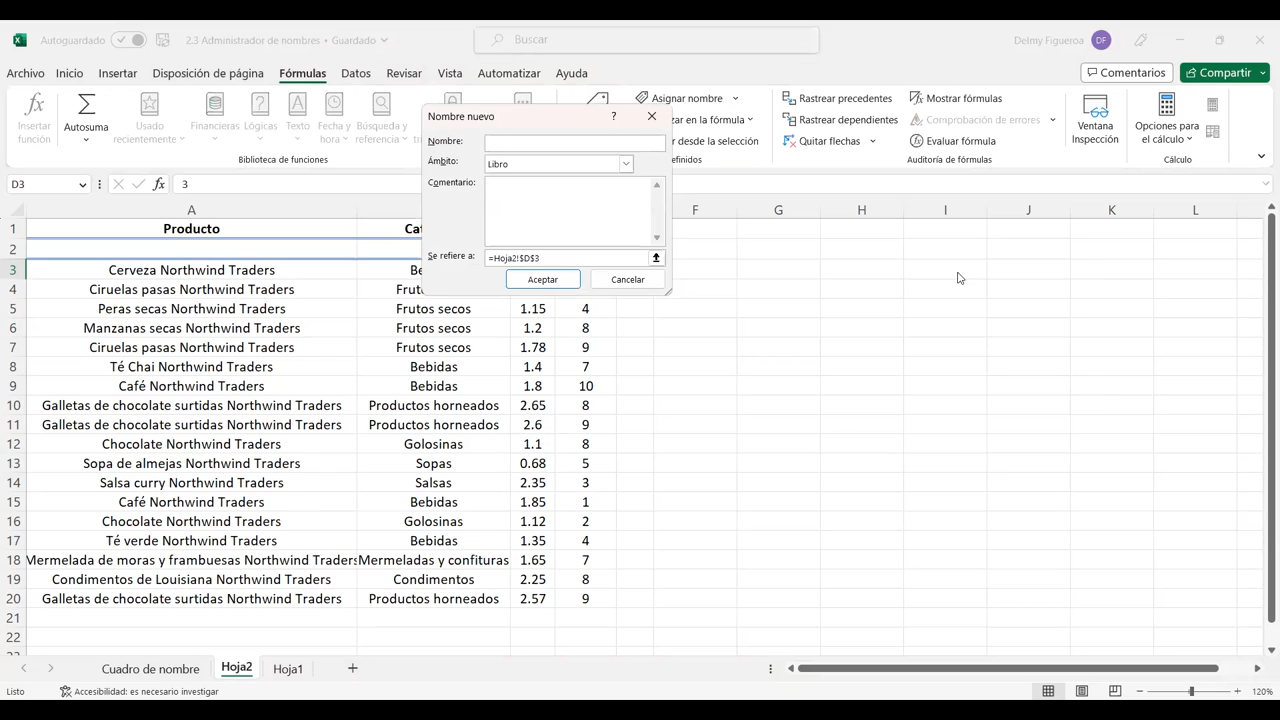 Autoguardado 2.3 Administrador de nombres • Guardado Buscar Delmy Figueroa DF
Archivo Inicio Insertar Disposición de página Fórmulas Datos Revisar Vista Automatizar Ayuda Comentarios Compartir
Insertar función
Autosuma
Usado recientemente
Financieras
Lógicas
Texto
Fecha y hora
Búsqueda y referencia
Asignar nombre
zar en la fórmula
desde la selección
Rastrear precedentes
Rastrear dependientes
Quitar flechas
Mostrar fórmulas
Comprobación de errores
Evaluar fórmula
Ventana Inspección
Opciones para el cálculo
Biblioteca de funciones
efinidos
Auditoría de fórmulas
Cálculo
D3 fx 3
Nombre nuevo ?
Nombre:
Ámbito: Libro
Comentario:
Se refiere a: =Hoja2!$D$3
Aceptar Cancelar
A F G H I J K L
1 Producto Cat
2
3 Cerveza Northwind Traders Be
4 Ciruelas pasas Northwind Traders Fruto
5 Peras secas Northwind Traders Frutos secos 1.15 4
6 Manzanas secas Northwind Traders Frutos secos 1.2 8
7 Ciruelas pasas Northwind Traders Frutos secos 1.78 9
8 Té Chai Northwind Traders Bebidas 1.4 7
9 Café Northwind Traders Bebidas 1.8 10
10 Galletas de chocolate surtidas Northwind Traders Productos horneados 2.65 8
11 Galletas de chocolate surtidas Northwind Traders Productos horneados 2.6 9
12 Chocolate Northwind Traders Golosinas 1.1 8
13 Sopa de almejas Northwind Traders Sopas 0.68 5
14 Salsa curry Northwind Traders Salsas 2.35 3
15 Café Northwind Traders Bebidas 1.85 1
16 Chocolate Northwind Traders Golosinas 1.12 2
17 Té verde Northwind Traders Bebidas 1.35 4
18 Mermelada de moras y frambuesas Northwind Traders Mermeladas y confituras 1.65 7
19 Condimentos de Louisiana Northwind Traders Condimentos 2.25 8
20 Galletas de chocolate surtidas Northwind Traders Productos horneados 2.57 9
21
22
Cuadro de nombre Hoja2 Hoja1
Listo Accesibilidad: es necesario investigar 120%